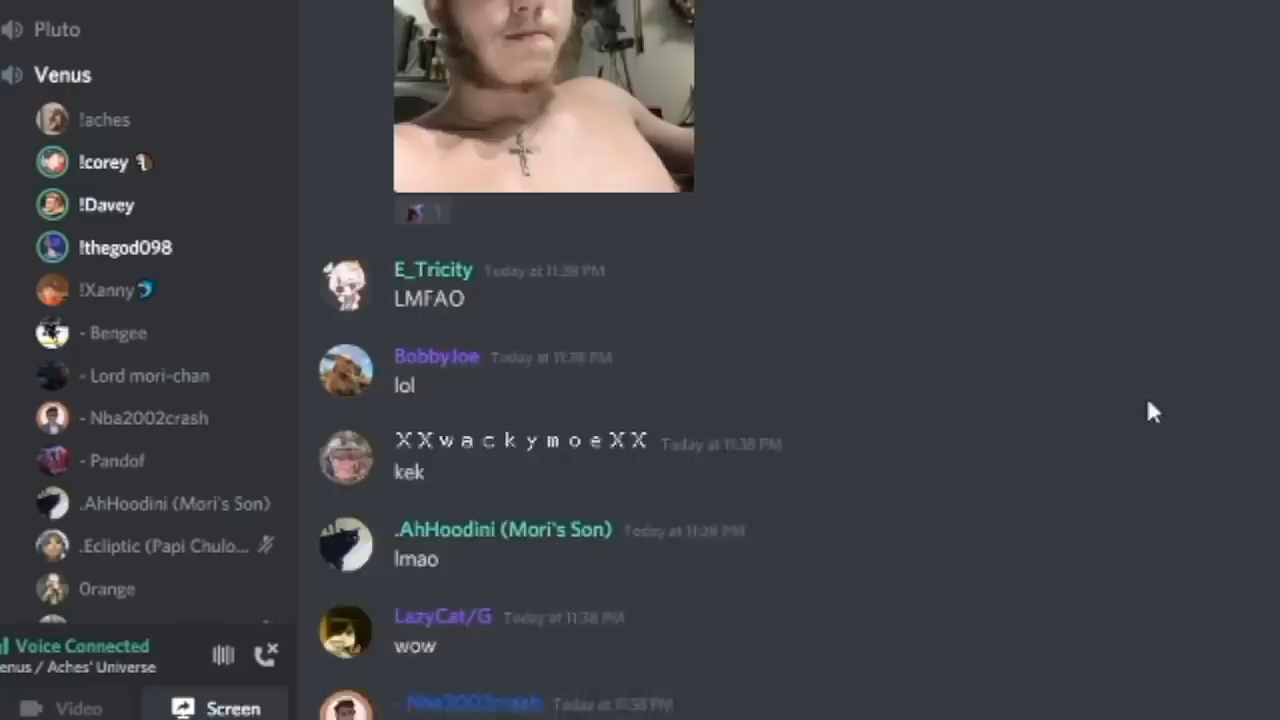 Pluto
Venus
!aches
!corey
!Davey
!thegod098
!Xanny
- Bengee
- Lord mori-chan
- Nba2002crash
- Pandof
.AhHoodini (Mori's Son)
.Ecliptic (Papi Chulo...
Orange
Voice Connected
enus / Aches' Universe
Video
Screen
1
E_Tricity Today at 11:38 PM
LMFAO
BobbyJoe Today at 11:38 PM
lol
XXwackymoeXX Today at 11:38 PM
kek
.AhHoodini (Mori's Son) Today at 11:38 PM
lmao
LazyCat/G Today at 11:38 PM
wow
- Nba2002crash Today at 11:38 PM